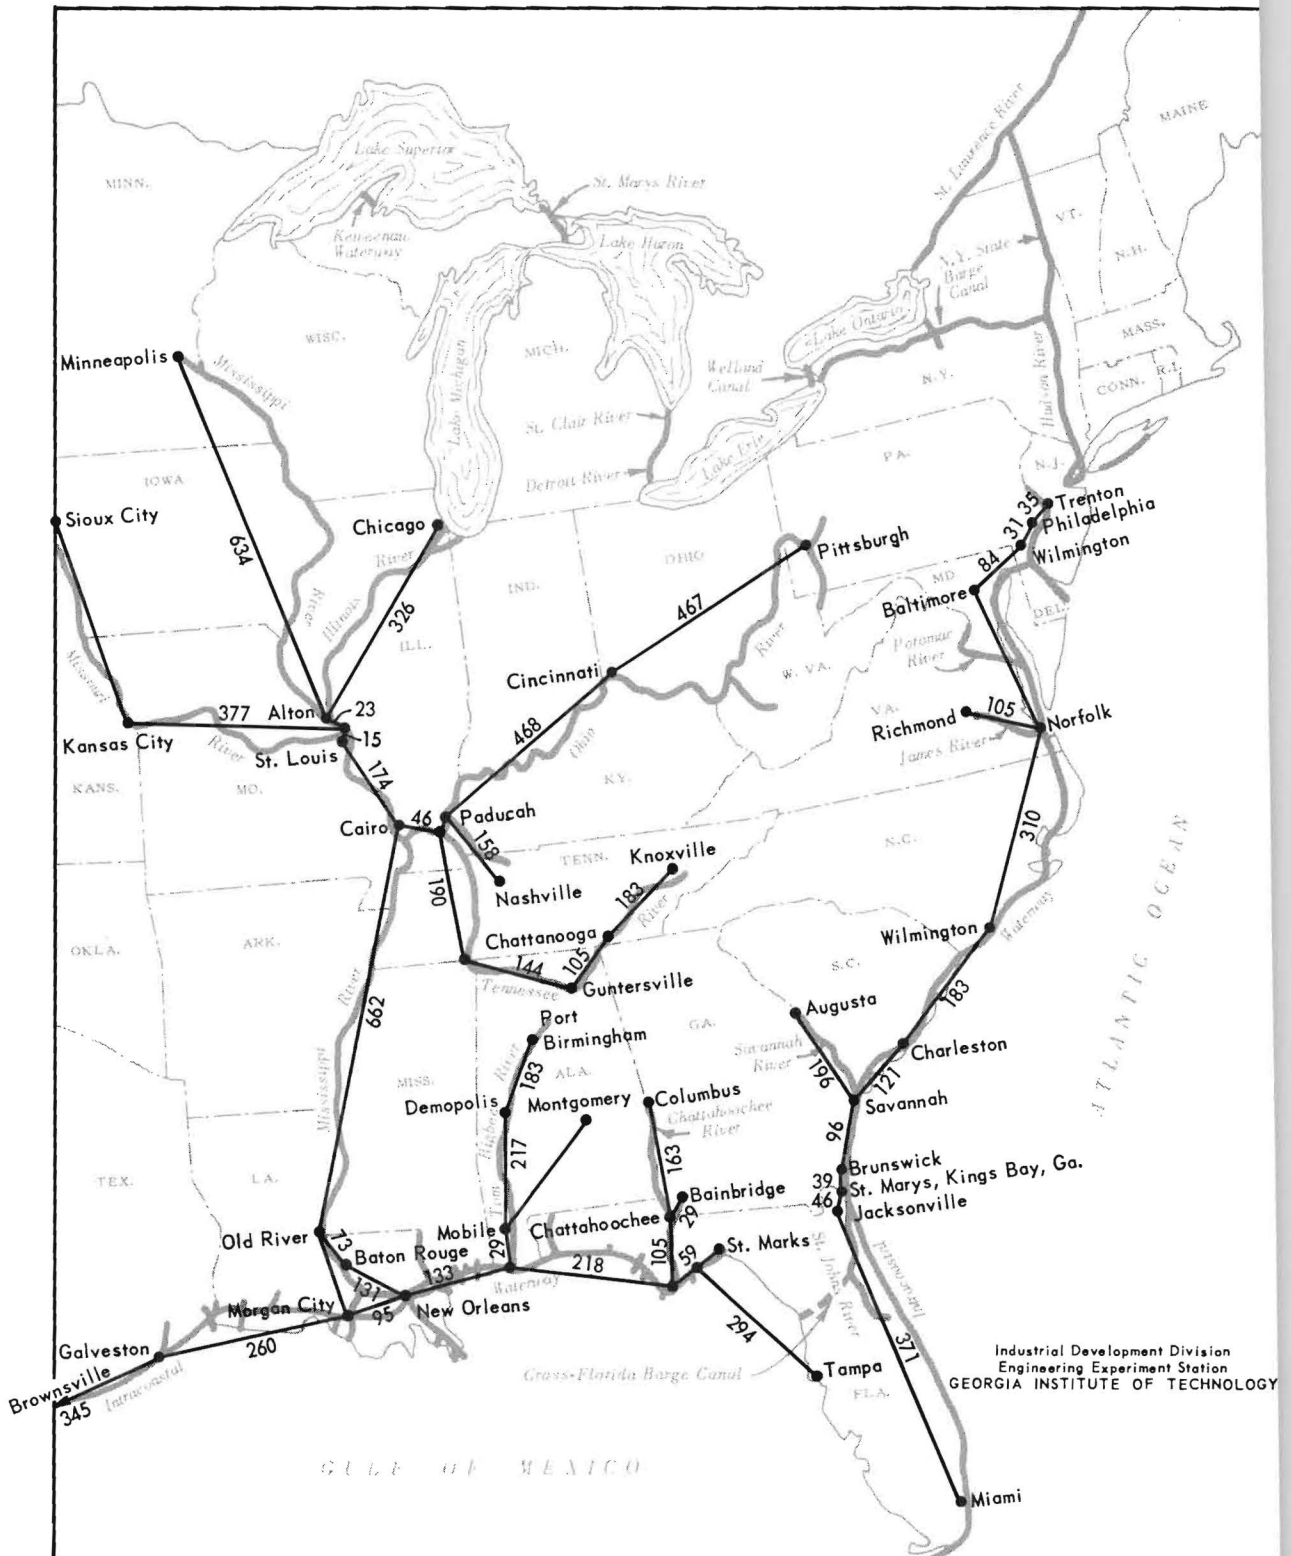 MAINE
St. Lawrence River
Lake Superior
MINN.
St. Marys River
VT.
Keweenaw
Waterway
Lake Huron
N.Y. State
Barge
Canal
N.H.
Lake Ontario
WISC.
MICH.
MASS.
Minneapolis
Mississippi
Lake Michigan
Welland
Canal
N.Y.
Hudson River
CONN.
R.I.
St. Clair River
Lake Erie
PA.
N.J.
IOWA
Detroit River
35
Trenton
Sioux City
Chicago
31
Philadelphia
634
River
OHIO
Pittsburgh
84
Wilmington
IND.
MD
Baltimore
DEL.
River
Illinois
326
467
ILL.
River
Potomac
River
Missouri
Cincinnati
W. VA.
VA.
377
Alton
23
468
Richmond
105
Norfolk
Kansas City
River
15
St. Louis
Ohio
James River
KANS.
MO.
174
KY.
Cairo
46
Paducah
158
310
TENN.
Knoxville
N.C.
190
Nashville
183
River
OKLA.
ARK.
Chattanooga
Wilmington
Waterway
144
105
S.C.
River
Tennessee
Guntersville
183
ATLANTIC OCEAN
662
Port
Birmingham
Augusta
GA.
Savannah
River
Charleston
River
183
ALA.
196
121
Mississippi
MISS.
Demopolis
Montgomery
Columbus
Savannah
Bigbee
Chattahoochee
River
96
217
163
Brunswick
TEX.
LA.
39
St. Marys, Kings Bay, Ga.
Tom
Bainbridge
46
Jacksonville
Old River
73
Mobile
Chattahoochee
29
Baton Rouge
29
105
59
St. Marks
133
218
St. Johns River
Intracoastal
131
Waterway
Morgan City
95
New Orleans
Galveston
260
294
371
Industrial Development Division
Engineering Experiment Station
GEORGIA INSTITUTE OF TECHNOLOGY
Brownsville
Intracoastal
Cross-Florida Barge Canal
Tampa
345
FLA.
GULF OF MEXICO
Miami